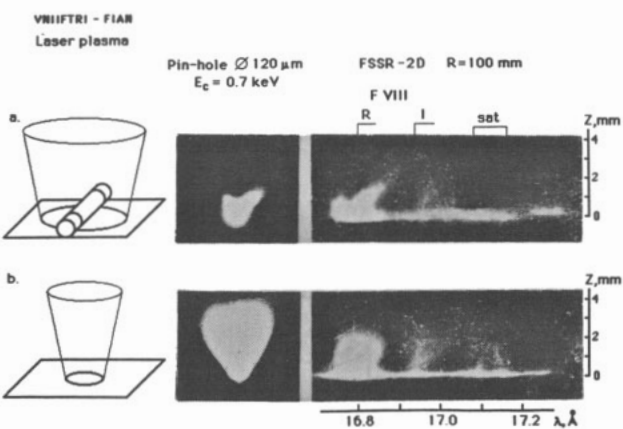 VNIIFTRI - FIAN
Laser plasma
Pin-hole Ø 120 µm
E_c = 0.7 keV
FSSR-2D R=100 mm
F VIII
R I sat
Z,mm
a.
4
2
0
b.
Z,mm
4
2
0
16.8 17.0 17.2 λ,Å